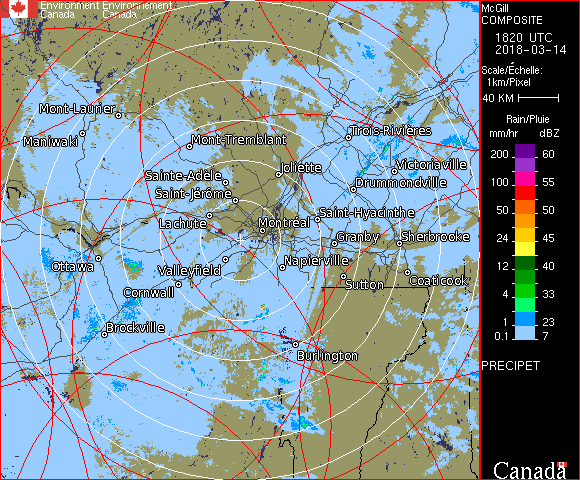 Environment Environnement
Canada Canada
McGill
COMPOSITE
1820 UTC
2018-03-14
Scale/Échelle:
1km/Pixel
40 KM
Rain/Pluie
mm/hr dBZ
200 60
100 55
50 50
24 45
12 40
4 33
1 23
0.1 7
PRECIPET
Canada
Mont-Laurier
Maniwaki
Mont-Tremblant
Trois-Rivières
Sainte-Adèle
Joliette
Victoriaville
Saint-Jérôme
Drummondville
Lachute
Montréal
Saint-Hyacinthe
Granby
Sherbrooke
Ottawa
Valleyfield
Napierville
Cornwall
Sutton
Coaticook
Brockville
Burlington